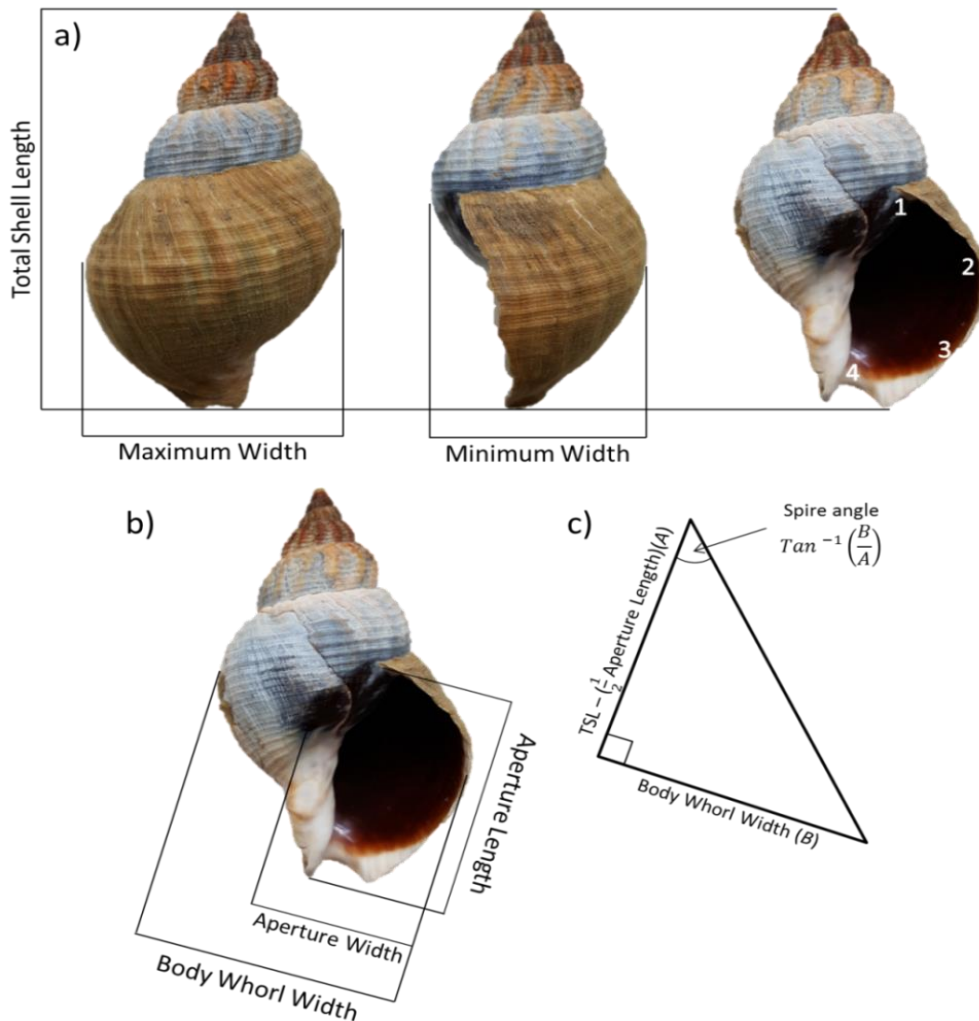 a)
Total Shell Length
1
2
3
4
Maximum Width
Minimum Width
b)
Aperture Length
Aperture Width
Body Whorl Width
c)
Spire angle
Tan ⁻¹ (B/A)
TSL – (½ Aperture Length)(A)
Body Whorl Width (B)